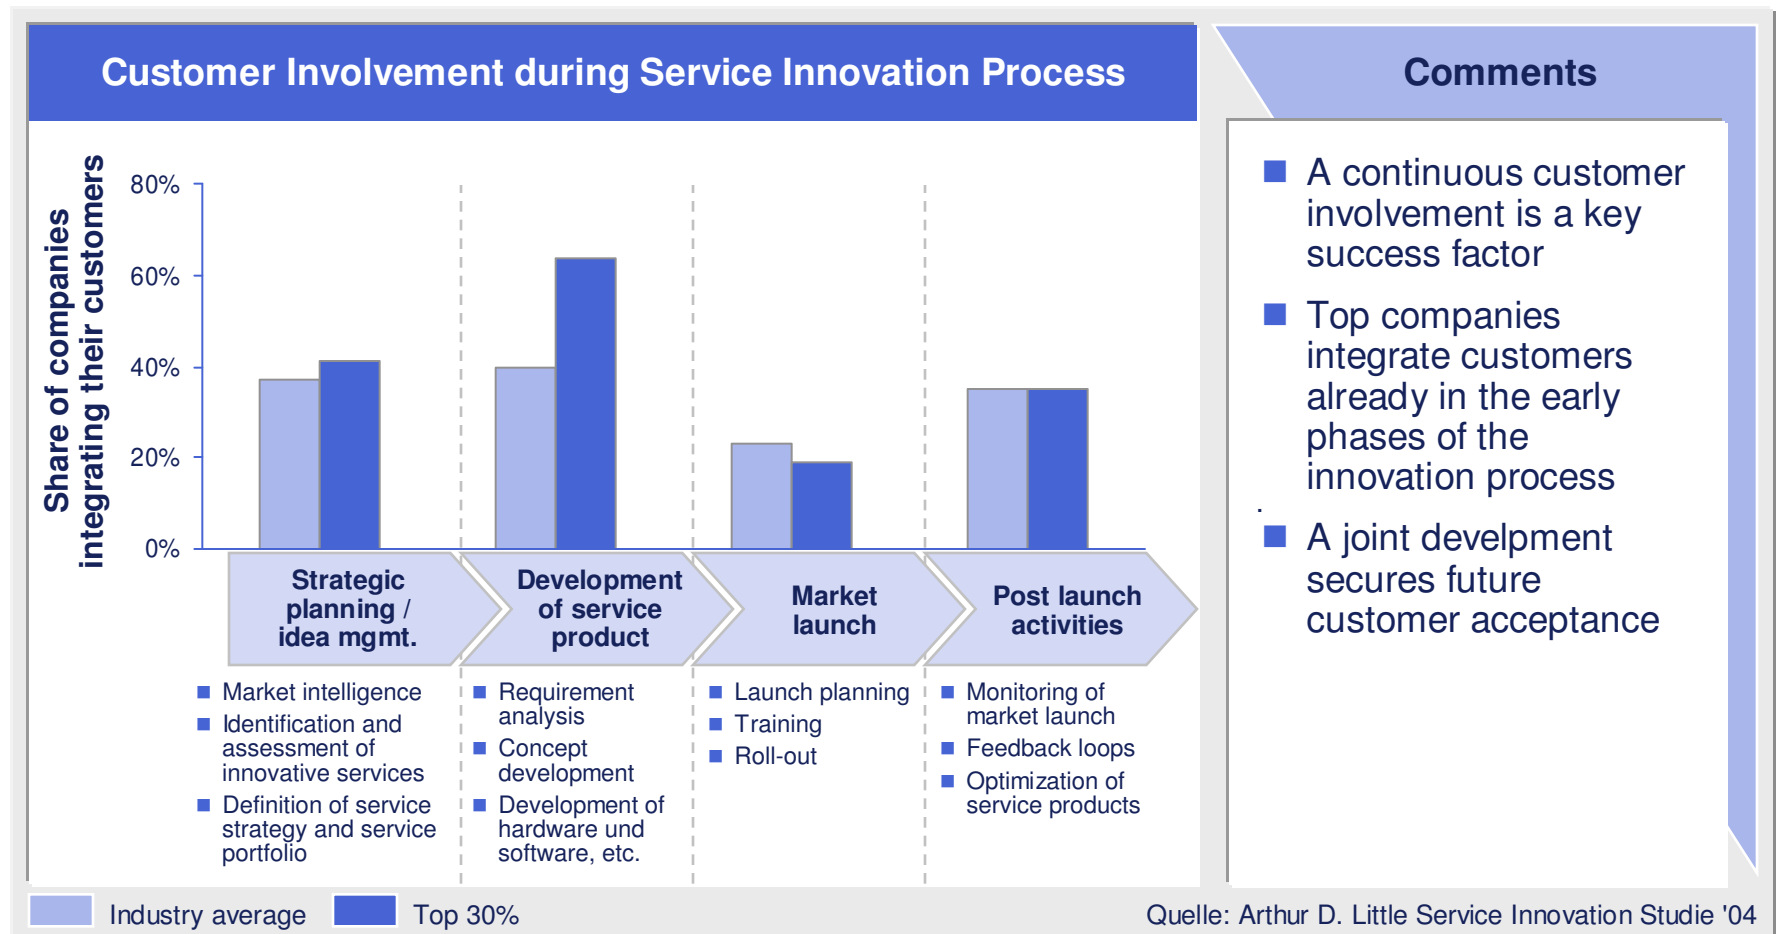 Customer Involvement during Service Innovation Process
Share of companies
integrating their customers
80%
60%
40%
20%
0%
Strategic
planning /
idea mgmt.
Development
of service
product
Market
launch
Post launch
activities
Market intelligence
Identification and
assessment of
innovative services
Definition of service
strategy and service
portfolio
Requirement
analysis
Concept
development
Development of
hardware und
software, etc.
Launch planning
Training
Roll-out
Monitoring of
market launch
Feedback loops
Optimization of
service products
Industry average
Top 30%
Comments
A continuous customer
involvement is a key
success factor
Top companies
integrate customers
already in the early
phases of the
innovation process
.
A joint develpment
secures future
customer acceptance
Quelle: Arthur D. Little Service Innovation Studie '04